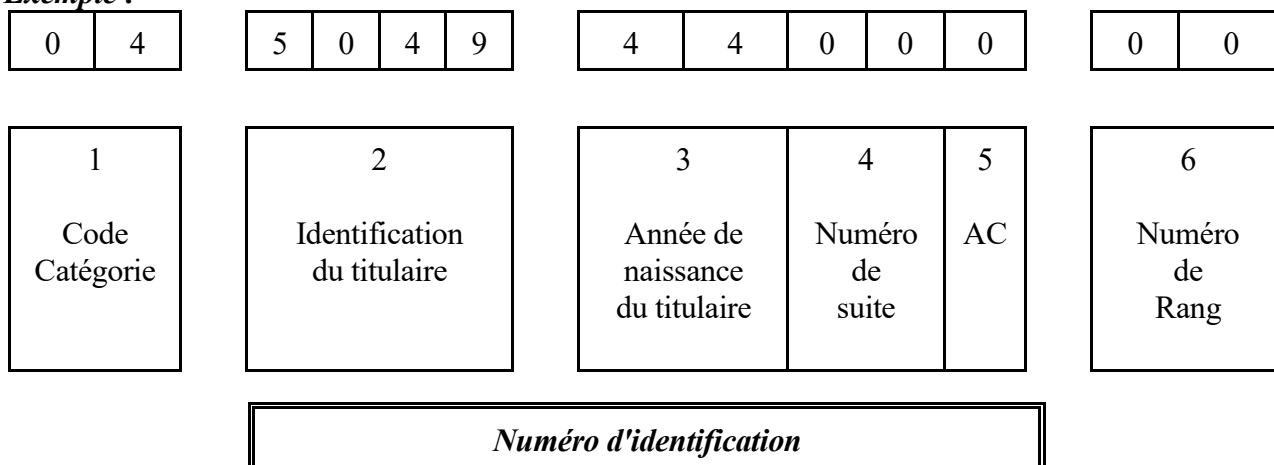 Exemple :
0 4 5 0 4 9 4 4 0 0 0 0 0
1 2 3 4 5 6
Code Identification Année de Numéro AC Numéro
Catégorie du titulaire naissance de de
du titulaire suite Rang
Numéro d'identification